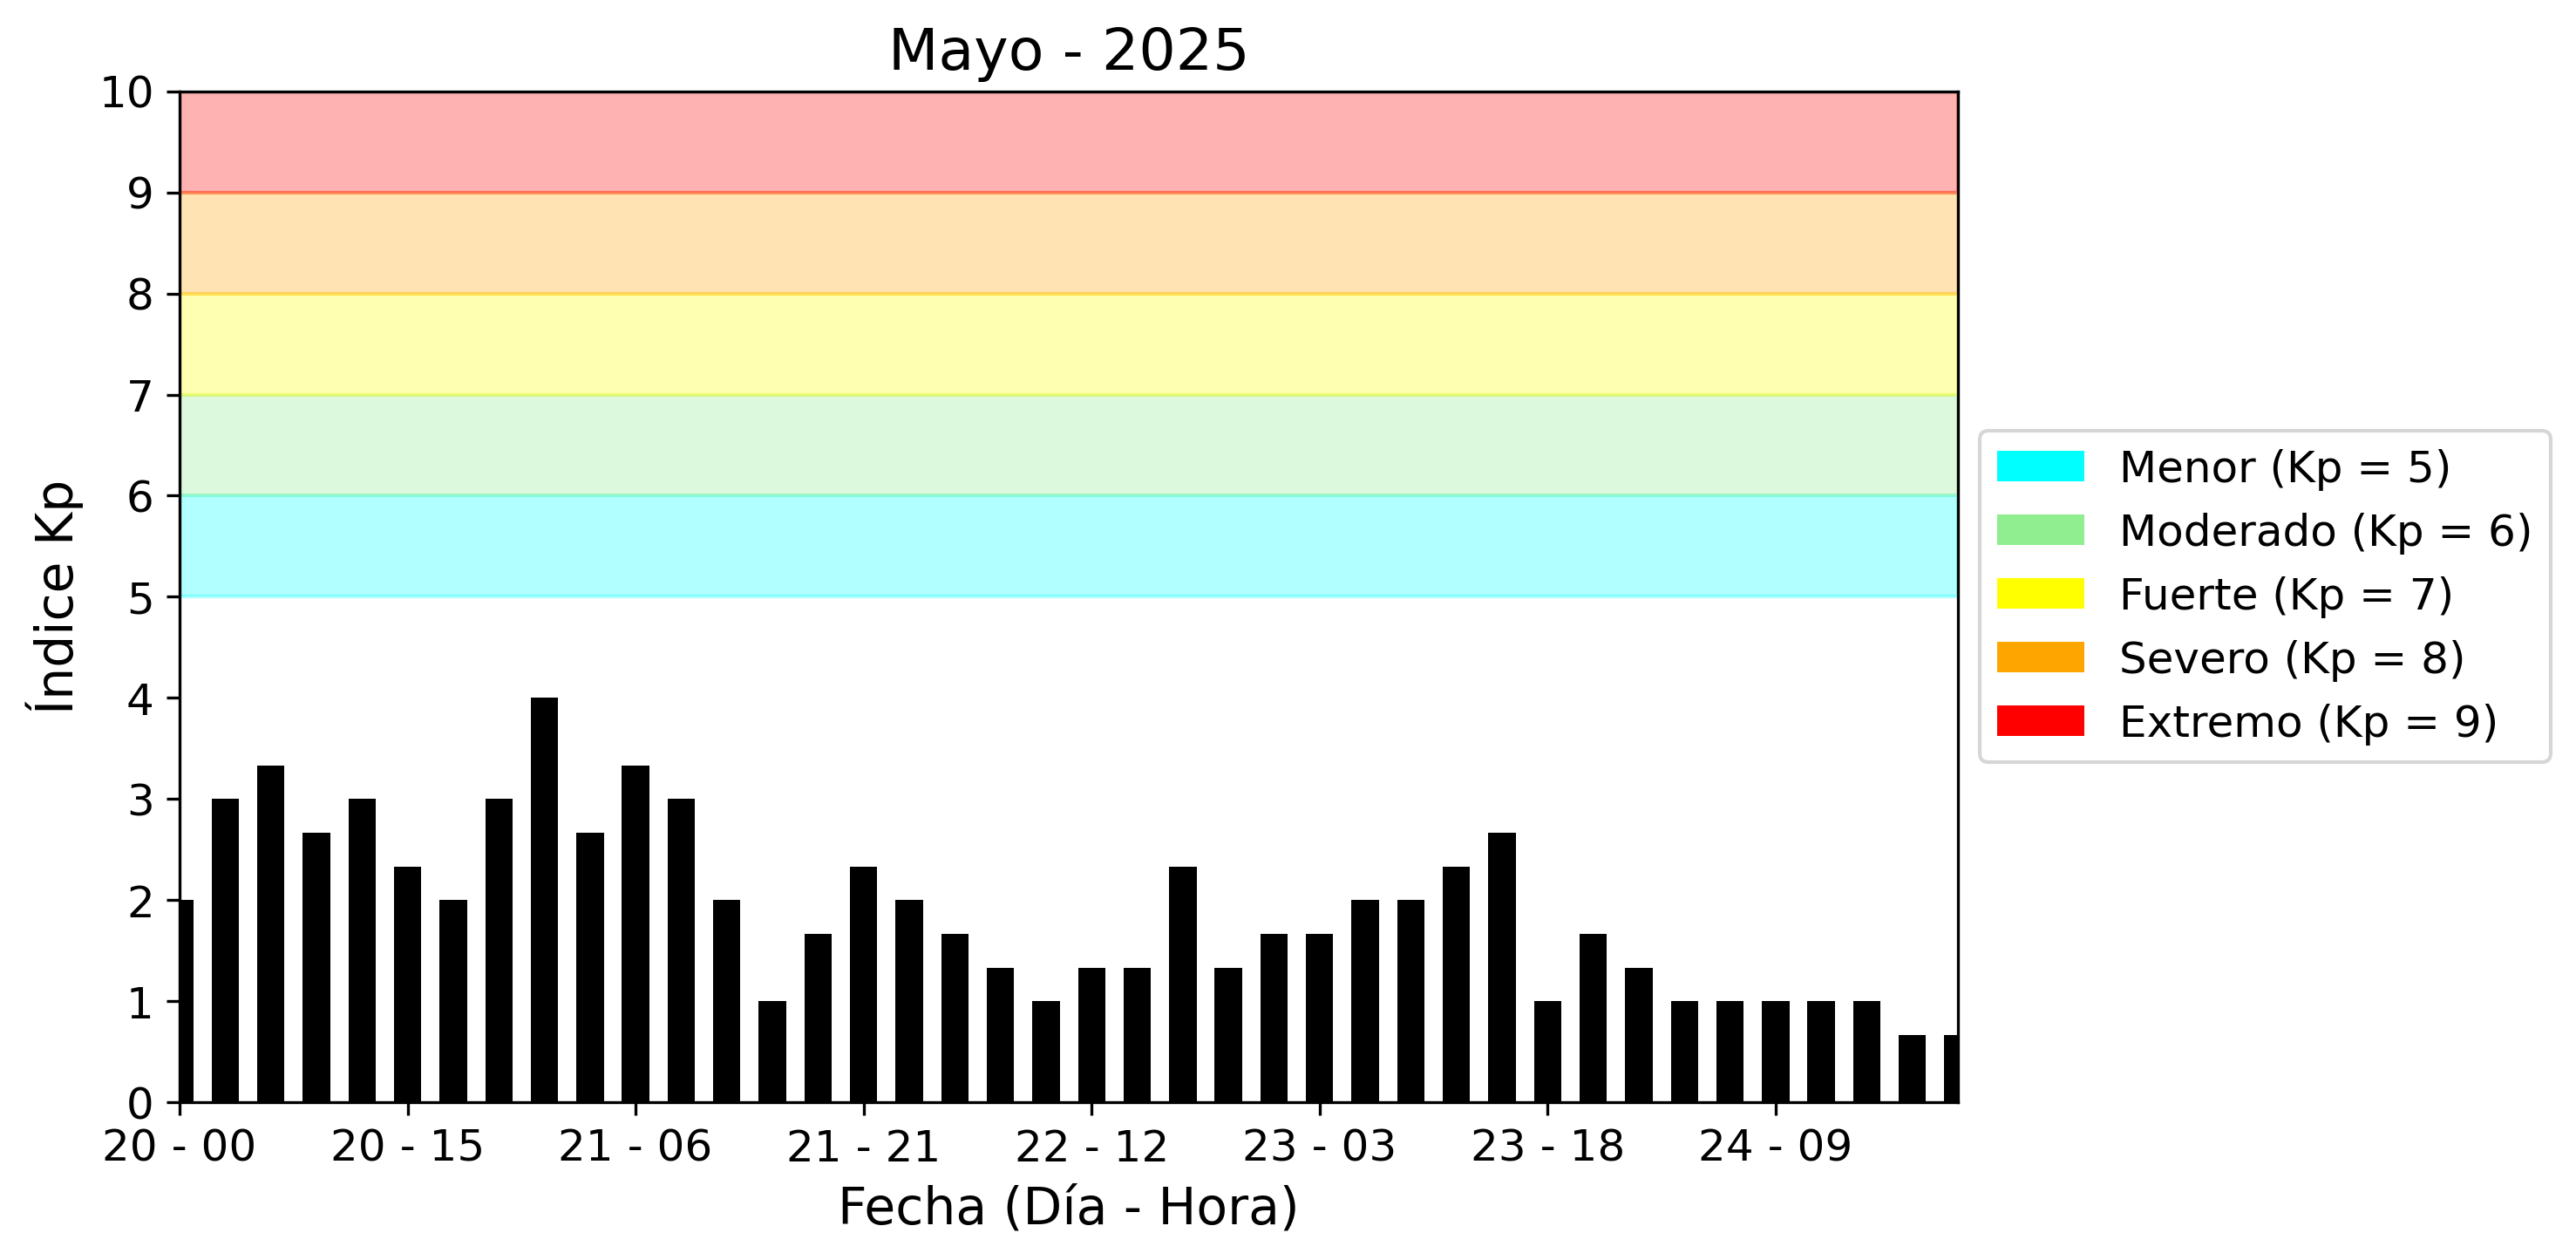 Mayo - 2025
10
9
8
7
6
5
4
3
2
1
0
Índice Kp
20 - 00
20 - 15
21 - 06
21 - 21
22 - 12
23 - 03
23 - 18
24 - 09
Fecha (Día - Hora)
Menor (Kp = 5)
Moderado (Kp = 6)
Fuerte (Kp = 7)
Severo (Kp = 8)
Extremo (Kp = 9)